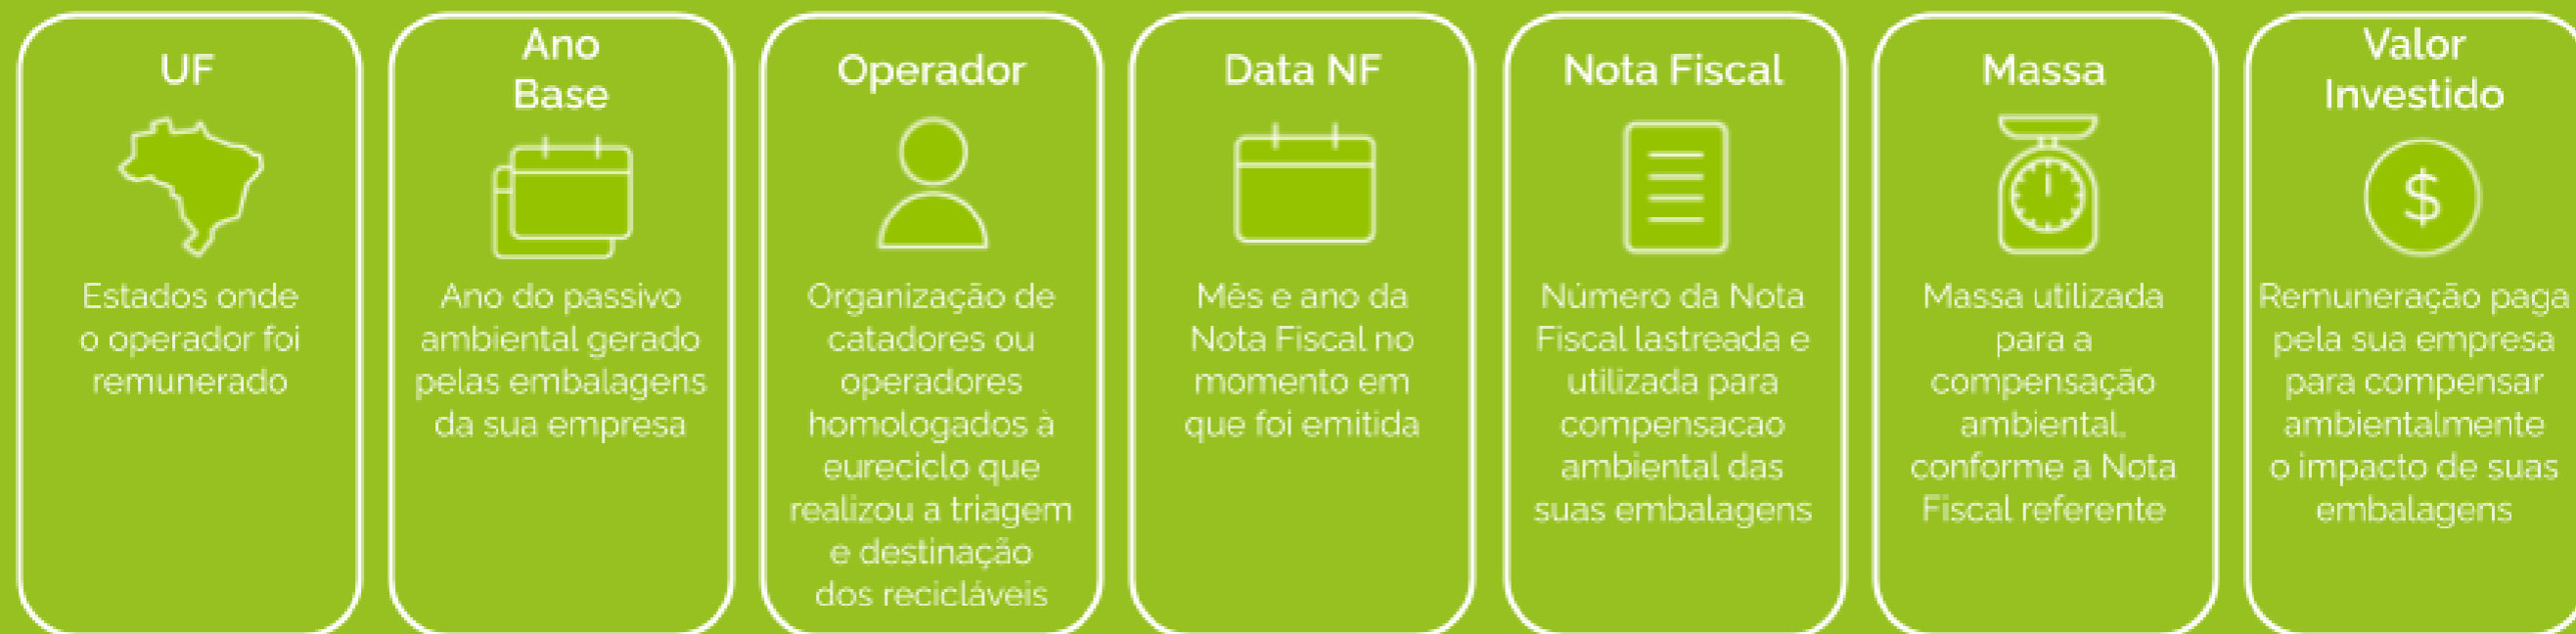 UF
Estados onde
o operador foi
remunerado
Ano
Base
Ano do passivo
ambiental gerado
pelas embalagens
da sua empresa
Operador
Organização de
catadores ou
operadores
homologados à
eureciclo que
realizou a triagem
e destinação
dos recicláveis
Data NF
Mês e ano da
Nota Fiscal no
momento em
que foi emitida
Nota Fiscal
Número da Nota
Fiscal lastreada e
utilizada para
compensacao
ambiental das
suas embalagens
Massa
Massa utilizada
para a
compensação
ambiental,
conforme a Nota
Fiscal referente
Valor
Investido
$
Remuneração paga
pela sua empresa
para compensar
ambientalmente
o impacto de suas
embalagens